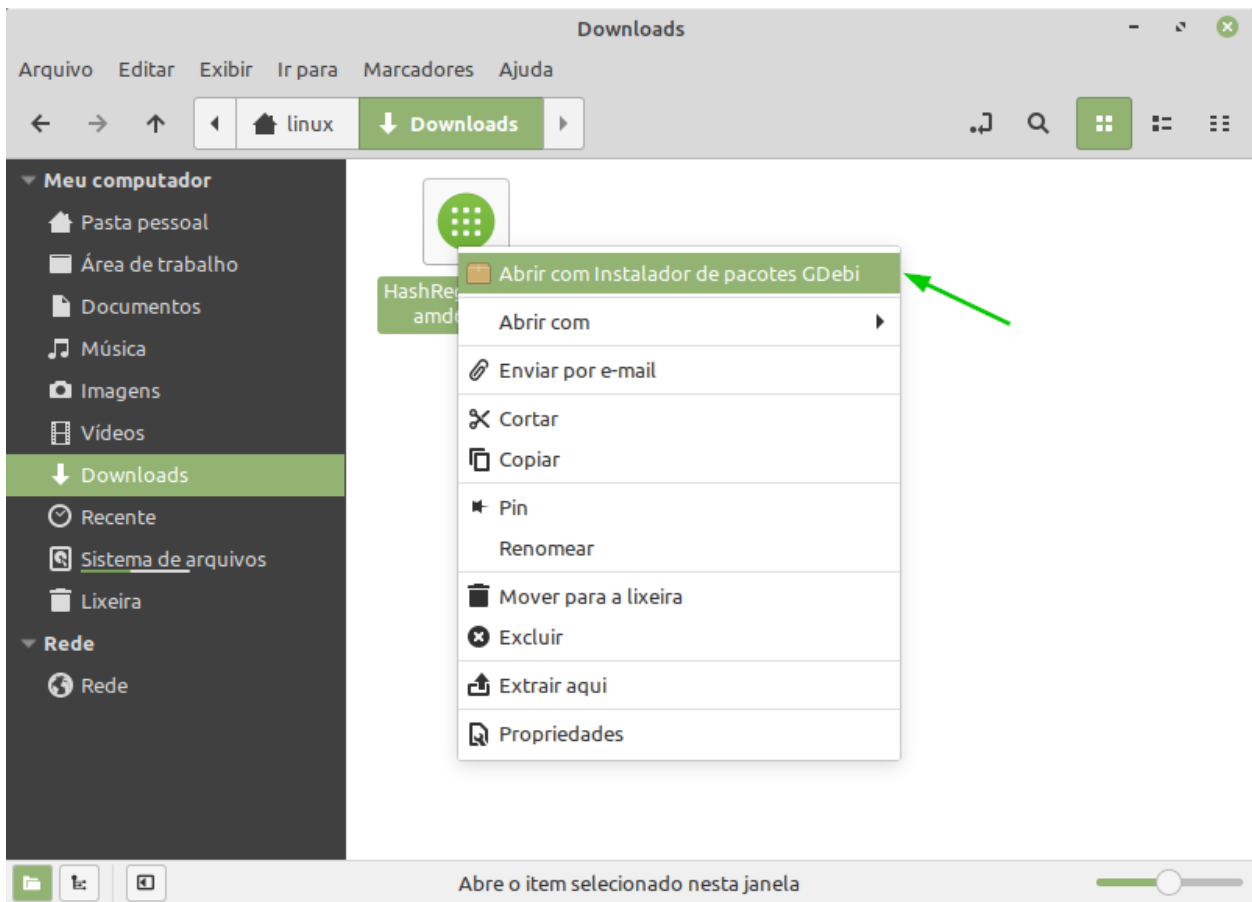 Downloads
Arquivo Editar Exibir Ir para Marcadores Ajuda
linux Downloads
Meu computador
Pasta pessoal
Área de trabalho
Documentos
Música
Imagens
Vídeos
Downloads
Recente
Sistema de arquivos
Lixeira
Rede
Rede
Abrir com Instalador de pacotes GDebi
Abrir com
Enviar por e-mail
Cortar
Copiar
Pin
Renomear
Mover para a lixeira
Excluir
Extrair aqui
Propriedades
Abre o item selecionado nesta janela